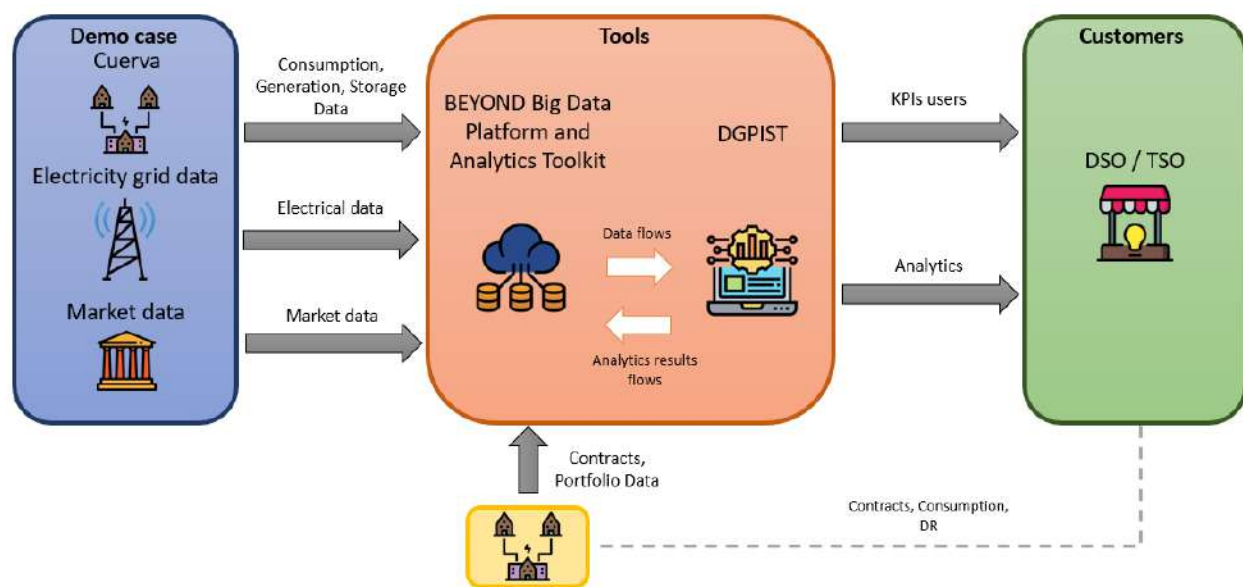 Demo case
Cuerva
Electricity grid data
Market data
Consumption,
Generation, Storage
Data
Electrical data
Market data
Tools
BEYOND Big Data
Platform and
Analytics Toolkit
DGPIST
Data flows
Analytics results
flows
KPIs users
Analytics
Customers
DSO / TSO
Contracts,
Portfolio Data
Contracts, Consumption,
DR